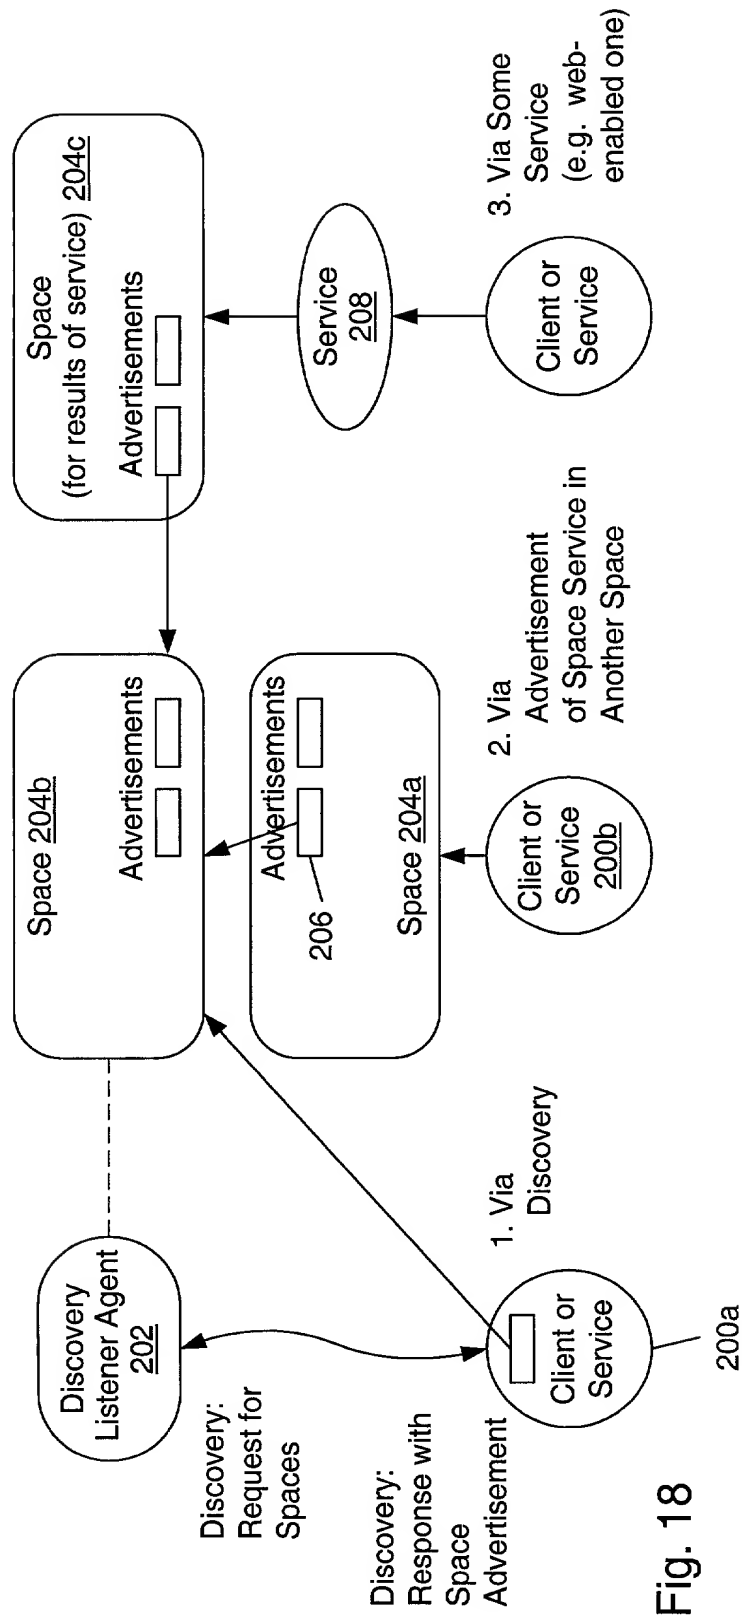 Discovery
Listener Agent
202
Discovery:
Request for
Spaces
Discovery:
Response with
Space
Advertisement
Client or
Service
200a
1. Via
Discovery
Space 204b
Advertisements
Advertisements
206
Space 204a
Client or
Service
200b
2. Via
Advertisement
of Space Service in
Another Space
Space
(for results of service) 204c
Advertisements
Service
208
Client or
Service
3. Via Some
Service
(e.g. web-
enabled one)
Fig. 18